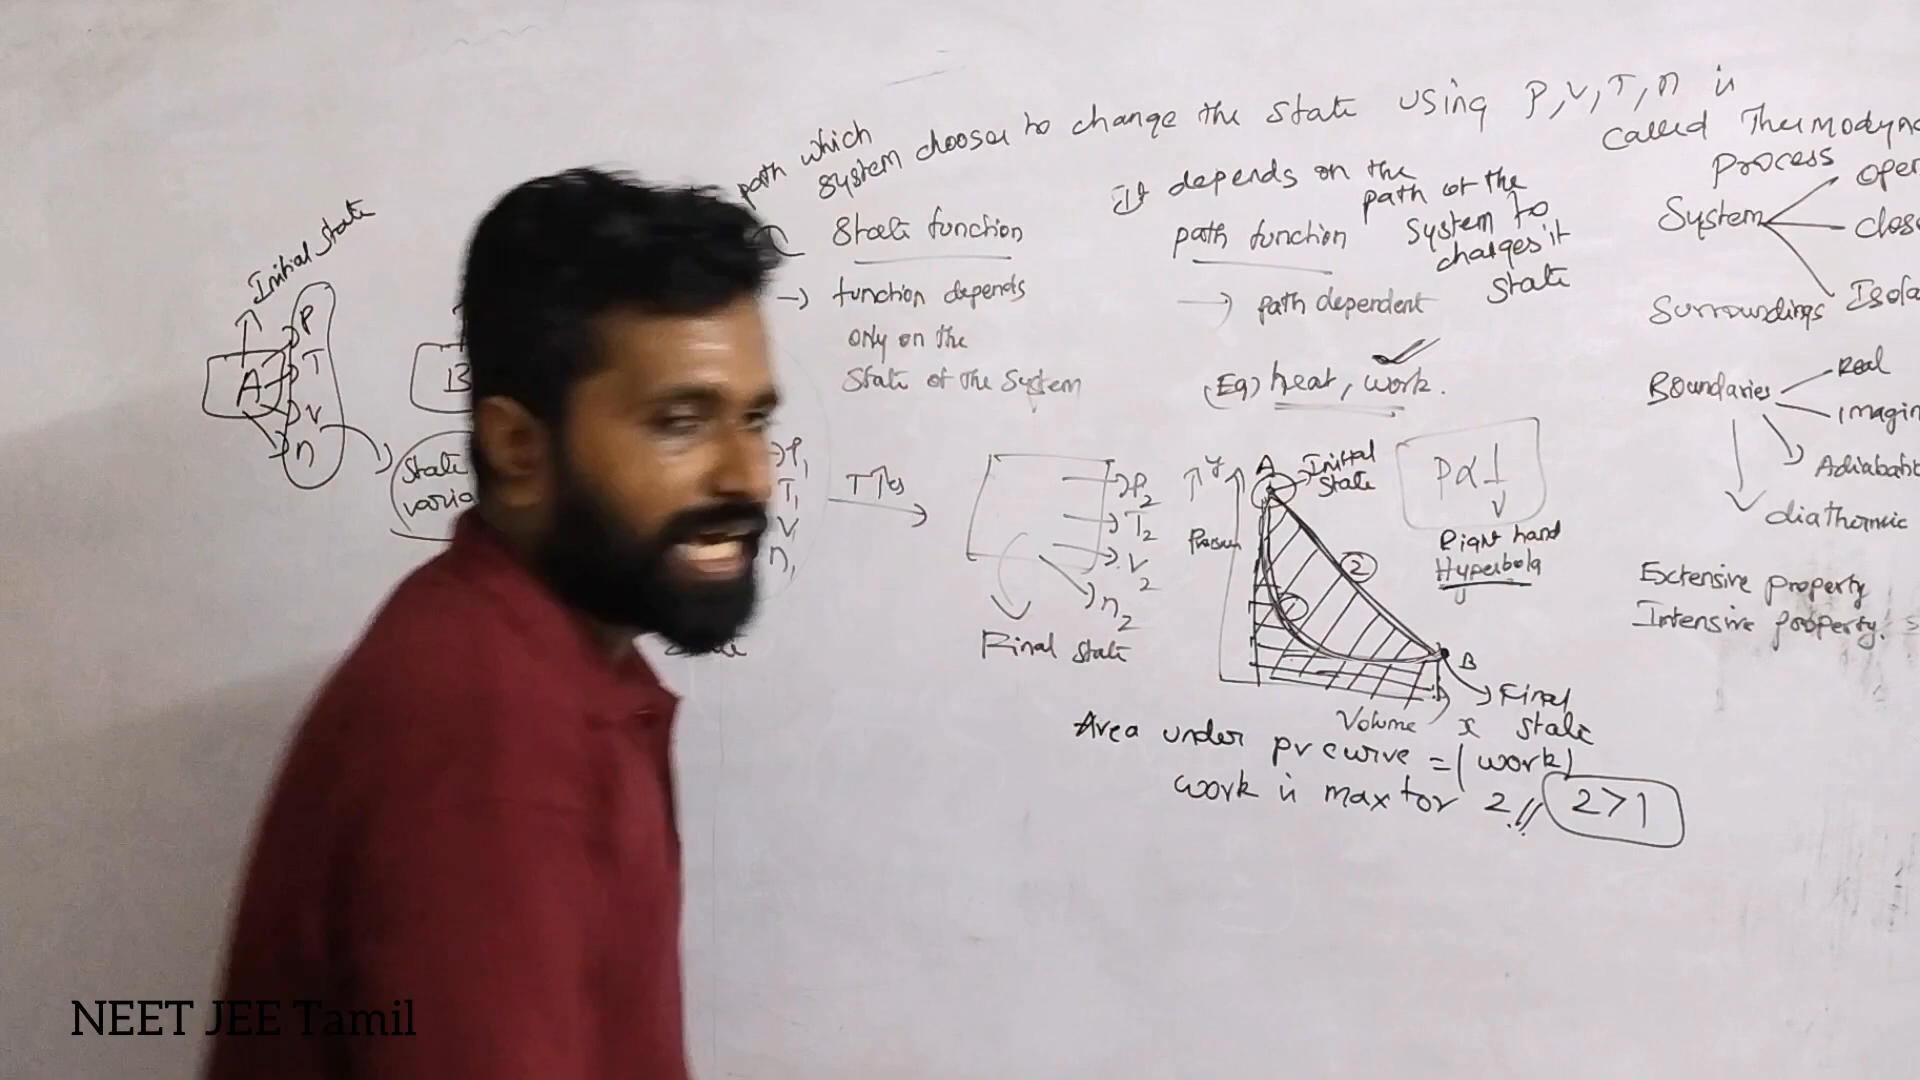 path which
system chooses to change the state using P, V, T, n is
called Thermodyna
process
Initial state
A
P
T
V
n
State
varia
B
State function
→ function depends
only on the
state of the system
It depends on the
path of the
system to
changes it
state
path function
→ path dependent
(Eg) heat, work.
System
open
close
Isola
Surroundings
Boundaries
Real
imagin
Adiabatic
diathermic
Extensive property
Intensive property.
P1
T1
V
n1
T↑es
P2
T2
V2
n2
Final state
y
Pressure
A
Initial
state
1
2
B
Final
state
Volume
x
P∝1/V
Right hand
Hyperbola
Area under pv curve = (work)
work is max for 2 //
2>1
NEET JEE Tamil